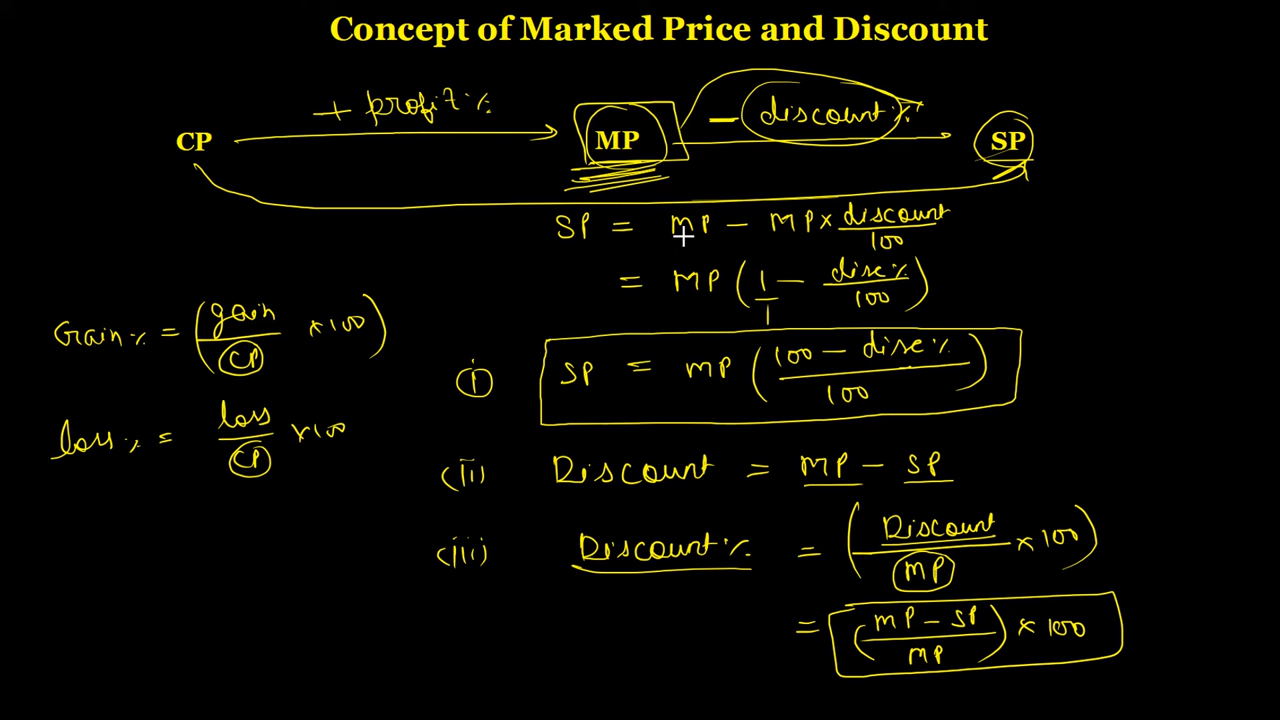 Concept of Marked Price and Discount
CP + profit% MP - discount% SP
SP = MP - MP × discount/100
= MP (1/1 - disc%/100)
Gain% = (gain/CP × 100)
(i) SP = MP (100 - disc%/100)
loss% = loss/CP × 100
(ii) Discount = MP - SP
(iii) Discount% = (Discount/MP × 100)
= (MP - SP/MP) × 100